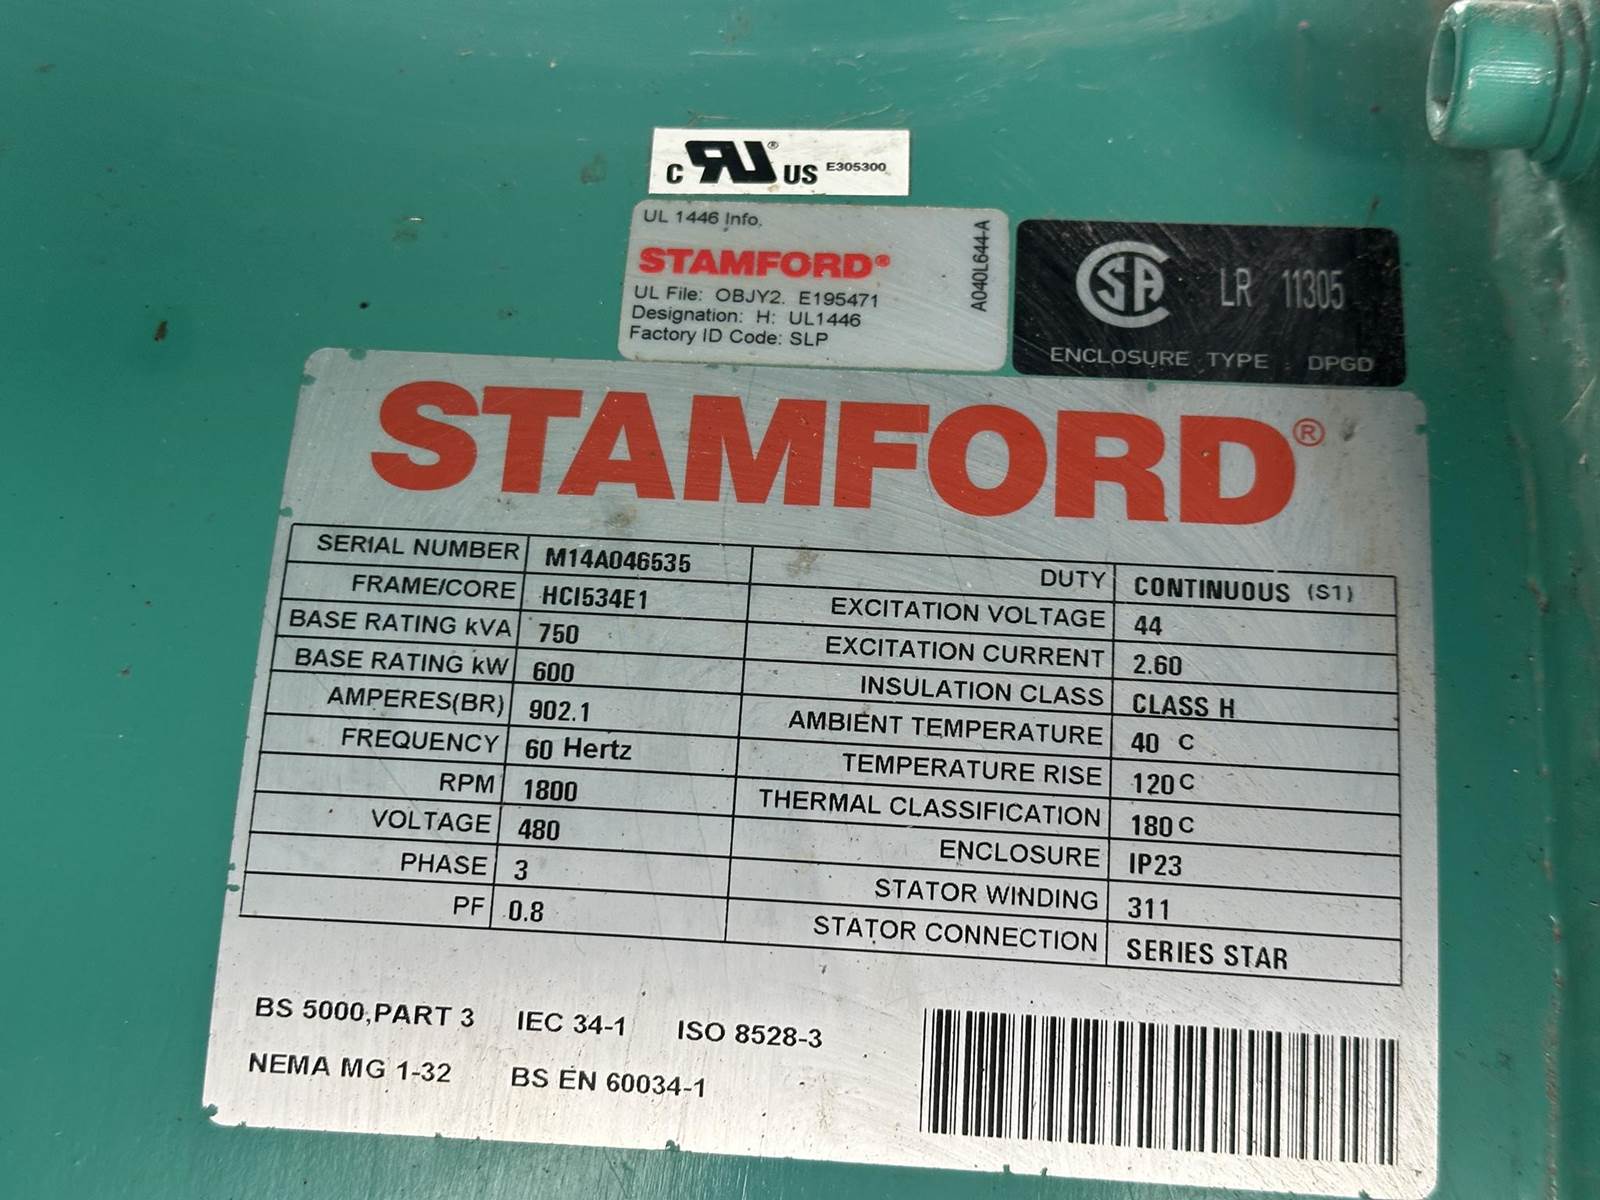 c RU® US E305300
UL 1446 Info.
STAMFORD®
UL File: OBJY2. E195471
Designation: H: UL1446
Factory ID Code: SLP
A040L644-A
CSA LR 11305
ENCLOSURE TYPE DPGD
STAMFORD®
SERIAL NUMBER M14A046535
FRAME/CORE HCI534E1
BASE RATING kVA 750
BASE RATING kW 600
AMPERES(BR) 902.1
FREQUENCY 60 Hertz
RPM 1800
VOLTAGE 480
PHASE 3
PF 0.8
DUTY CONTINUOUS (S1)
EXCITATION VOLTAGE 44
EXCITATION CURRENT 2.60
INSULATION CLASS CLASS H
AMBIENT TEMPERATURE 40 C
TEMPERATURE RISE 120 C
THERMAL CLASSIFICATION 180 C
ENCLOSURE IP23
STATOR WINDING 311
STATOR CONNECTION SERIES STAR
BS 5000,PART 3 IEC 34-1 ISO 8528-3
NEMA MG 1-32 BS EN 60034-1